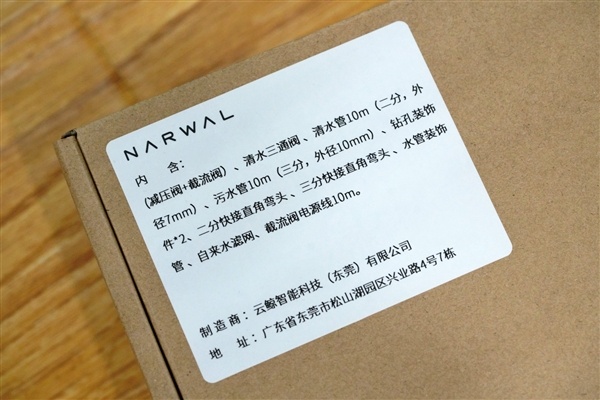 NARWAL
内 含：
(减压阀+截流阀)、清水三通阀、清水管10m（二分，外
径7mm）、污水管10m（三分，外径10mm）、钻孔装饰
件*2、二分快接直角弯头、三分快接直角弯头、水管装饰
管、自来水滤网、截流阀电源线10m。
制造商：云鲸智能科技（东莞）有限公司
地 址：广东省东莞市松山湖园区兴业路4号7栋